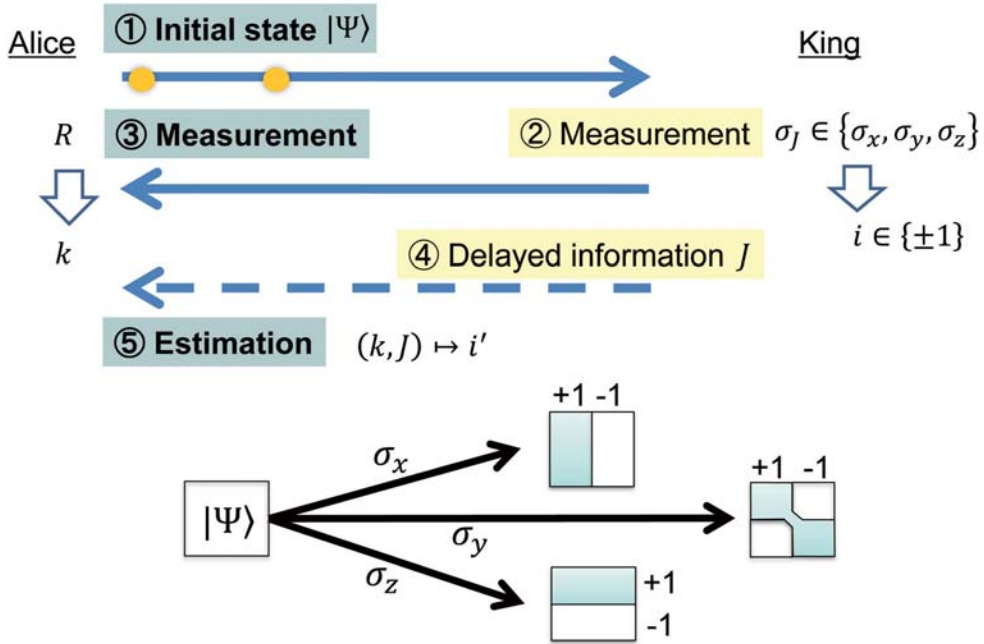 ① Initial state |Ψ⟩
Alice
King
R
③ Measurement
② Measurement
σ_J ∈ {σ_x, σ_y, σ_z}
k
i ∈ {±1}
④ Delayed information J
⑤ Estimation
(k, J) ↦ i′
+1 -1
σ_x
+1 -1
|Ψ⟩
σ_y
σ_z
+1
-1